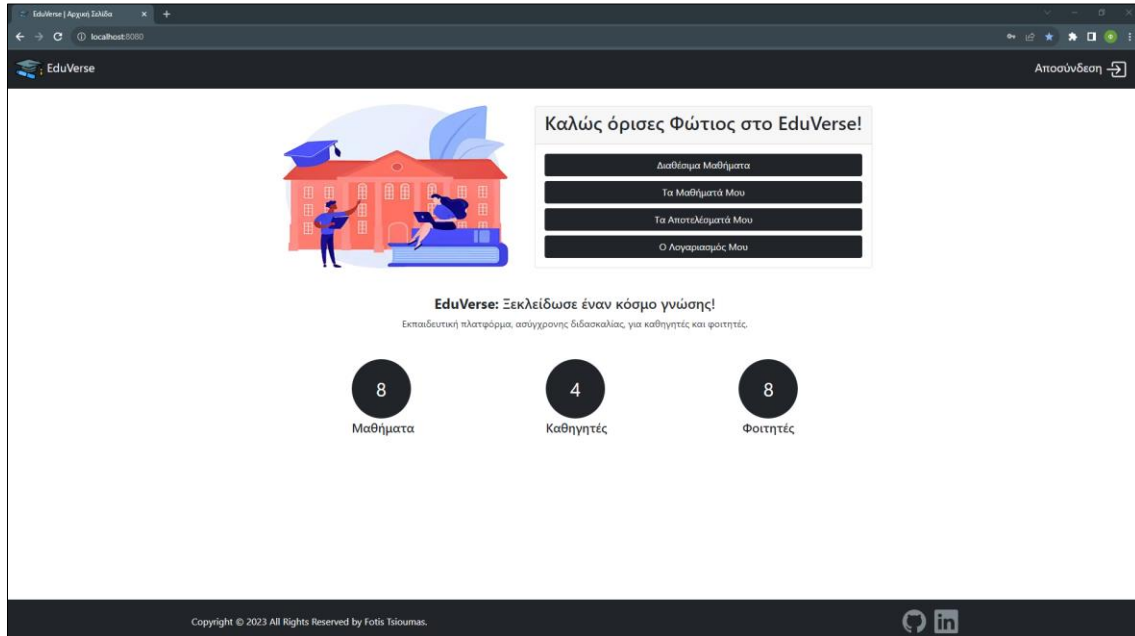 EduVerse | Αρχική Σελίδα
localhost:8080
EduVerse
Αποσύνδεση
Καλώς όρισες Φώτιος στο EduVerse!
Διαθέσιμα Μαθήματα
Τα Μαθήματά Μου
Τα Αποτελέσματά Μου
Ο Λογαριασμός Μου
EduVerse: Ξεκλείδωσε έναν κόσμο γνώσης!
Εκπαιδευτική πλατφόρμα, ασύγχρονης διδασκαλίας, για καθηγητές και φοιτητές.
8 4 8
Μαθήματα Καθηγητές Φοιτητές
Copyright © 2023 All Rights Reserved by Fotis Tsioumas.
in